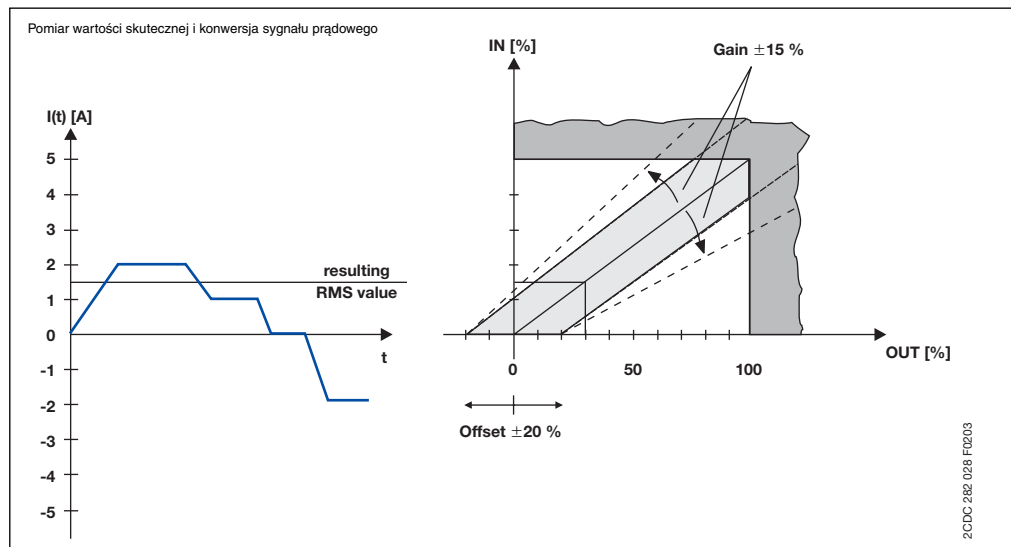 Pomiar wartości skutecznej i konwersja sygnału prądowego
I(t) [A]
5
4
3
2
1
0
-1
-2
-3
-4
-5
resulting
RMS value
t
IN [%]
Gain ±15 %
0
50
100
OUT [%]
Offset ±20 %
2CDC 282 028 F0203